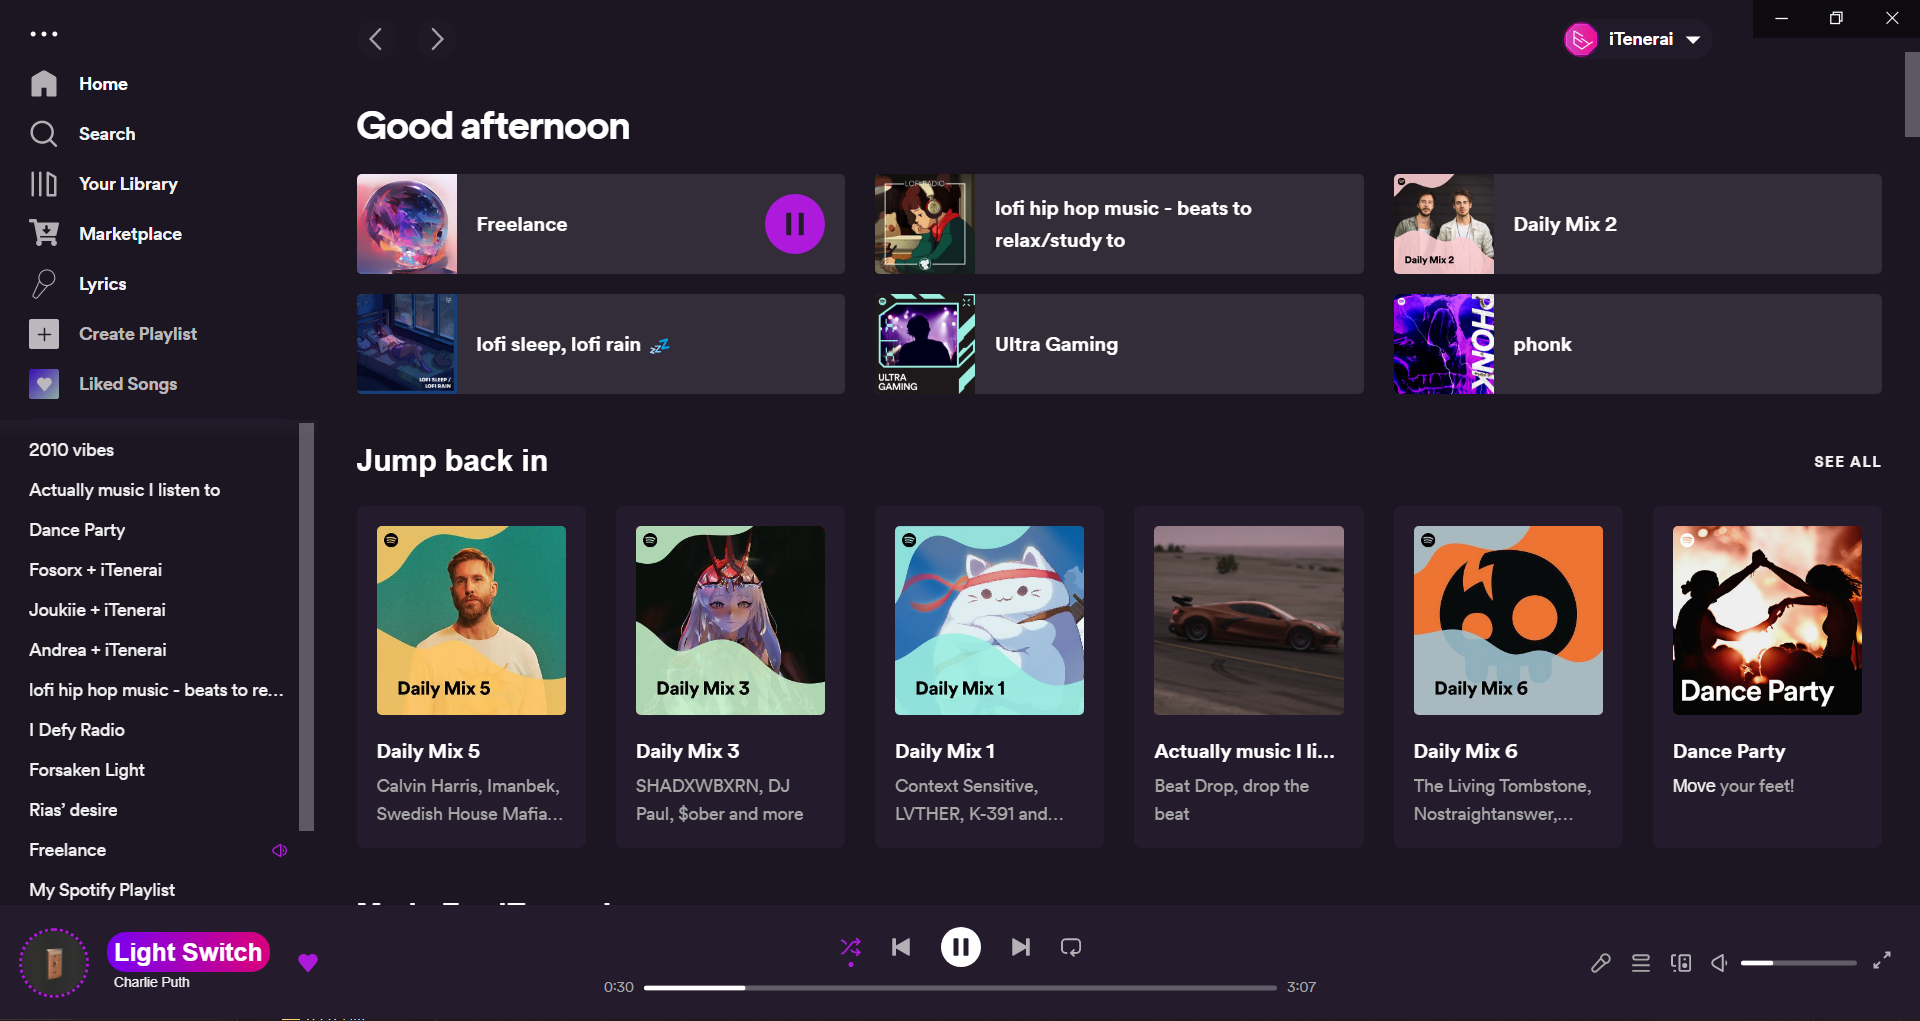 iTenerai
Home
Search
Your Library
Marketplace
Lyrics
Create Playlist
Liked Songs
2010 vibes
Actually music I listen to
Dance Party
Fosorx + iTenerai
Joukiie + iTenerai
Andrea + iTenerai
lofi hip hop music - beats to re...
I Defy Radio
Forsaken Light
Rias’ desire
Freelance
My Spotify Playlist
Good afternoon
Freelance
LOFI RADIO
lofi hip hop music - beats to
relax/study to
Daily Mix 2
Daily Mix 2
LOFI SLEEP /
LOFI RAIN
lofi sleep, lofi rain 💤
ULTRA
GAMING
Ultra Gaming
PHONK
phonk
Jump back in
SEE ALL
Daily Mix 5
Daily Mix 5
Calvin Harris, Imanbek,
Swedish House Mafia...
Daily Mix 3
Daily Mix 3
SHADXWBXRN, DJ
Paul, $ober and more
Daily Mix 1
Daily Mix 1
Context Sensitive,
LVTHER, K-391 and...
Actually music I li...
Beat Drop, drop the
beat
Daily Mix 6
Daily Mix 6
The Living Tombstone,
Nostraightanswer,...
Dance Party
Dance Party
Move your feet!
Light Switch
Charlie Puth
0:30
3:07